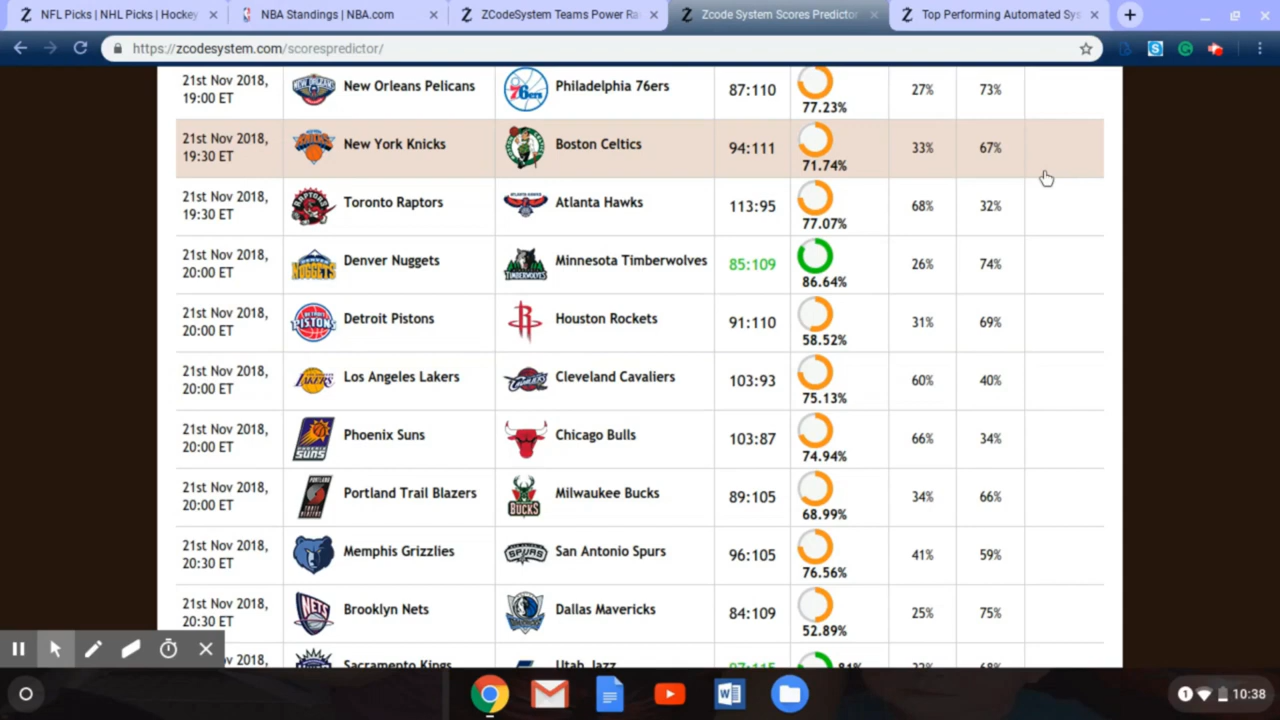 NFL Picks | NHL Picks | Hockey
NBA Standings | NBA.com
ZCodeSystem Teams Power Ra
Zcode System Scores Predictor
Top Performing Automated Sys
https://zcodesystem.com/scorespredictor/
21st Nov 2018, New Orleans Pelicans Philadelphia 76ers 87:110 27% 73%
19:00 ET 77.23%
21st Nov 2018, New York Knicks Boston Celtics 94:111 33% 67%
19:30 ET 71.74%
21st Nov 2018, Toronto Raptors Atlanta Hawks 113:95 68% 32%
19:30 ET 77.07%
21st Nov 2018, Denver Nuggets Minnesota Timberwolves 85:109 26% 74%
20:00 ET 86.64%
21st Nov 2018, Detroit Pistons Houston Rockets 91:110 31% 69%
20:00 ET 58.52%
21st Nov 2018, Los Angeles Lakers Cleveland Cavaliers 103:93 60% 40%
20:00 ET 75.13%
21st Nov 2018, Phoenix Suns Chicago Bulls 103:87 66% 34%
20:00 ET 74.94%
21st Nov 2018, Portland Trail Blazers Milwaukee Bucks 89:105 34% 66%
20:00 ET 68.99%
21st Nov 2018, Memphis Grizzlies San Antonio Spurs 96:105 41% 59%
20:30 ET 76.56%
21st Nov 2018, Brooklyn Nets Dallas Mavericks 84:109 25% 75%
20:30 ET 52.89%
v 2018, Sacramento Kings Utah Jazz
10:38